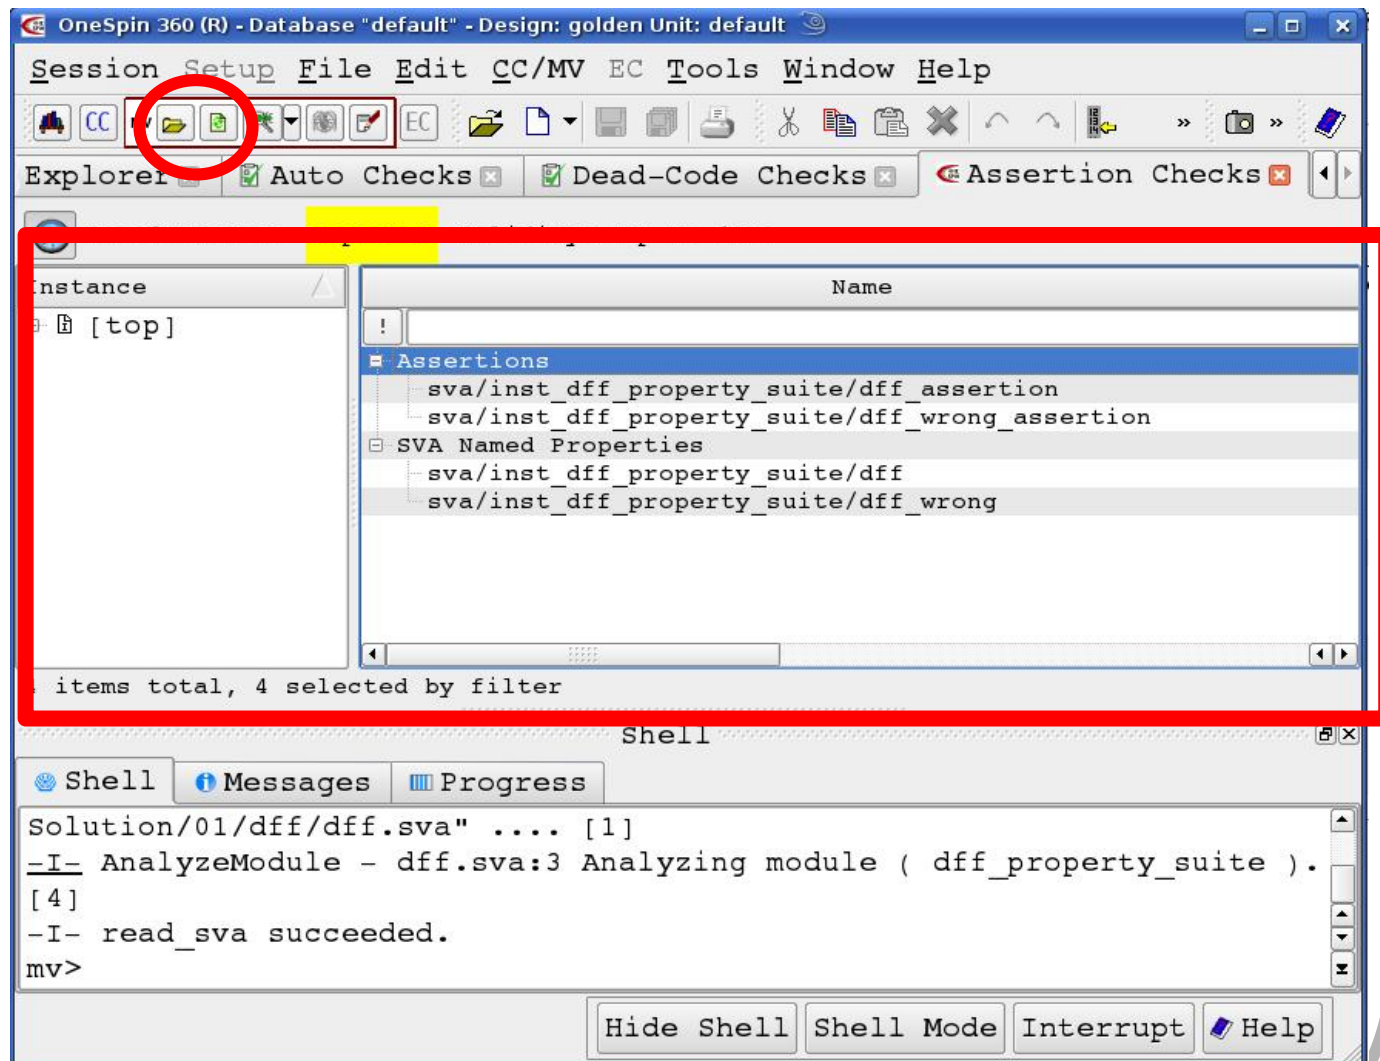 OneSpin 360 (R) - Database "default" - Design: golden Unit: default
Session Setup File Edit CC/MV EC Tools Window Help
CC EC » »
Explorer Auto Checks Dead-Code Checks Assertion Checks
Instance Name
[top] !
Assertions
sva/inst_dff_property_suite/dff_assertion
sva/inst_dff_property_suite/dff_wrong_assertion
SVA Named Properties
sva/inst_dff_property_suite/dff
sva/inst_dff_property_suite/dff_wrong
items total, 4 selected by filter
Shell
Shell Messages Progress
Solution/01/dff/dff.sva" .... [1]
-I- AnalyzeModule - dff.sva:3 Analyzing module ( dff_property_suite ).
[4]
-I- read_sva succeeded.
mv>
Hide Shell Shell Mode Interrupt Help